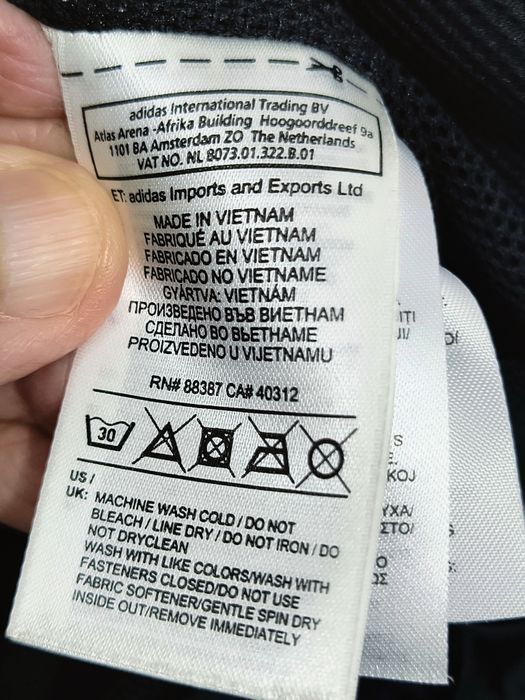 adidas International Trading BV
Atlas Arena -Afrika Building Hoogoorddreef 9a
1101 BA Amsterdam ZO The Netherlands
VAT NO. NL 8073.01.322.B.01
ET: adidas Imports and Exports Ltd
MADE IN VIETNAM
FABRIQUÉ AU VIETNAM
FABRICADO EN VIETNAM
FABRICADO NO VIETNAME
GYÁRTVA: VIETNÁM
ПРОИЗВЕДЕНО ВЪВ ВИЕТНАМ
СДЕЛАНО ВО ВЬЕТНАМЕ
PROIZVEDENO U VIJETNAMU
RN# 88387 CA# 40312
30
US /
UK: MACHINE WASH COLD / DO NOT
BLEACH / LINE DRY / DO NOT IRON / DO
NOT DRYCLEAN
WASH WITH LIKE COLORS/WASH WITH
FASTENERS CLOSED/DO NOT USE
FABRIC SOFTENER/GENTLE SPIN DRY
INSIDE OUT/REMOVE IMMEDIATELY